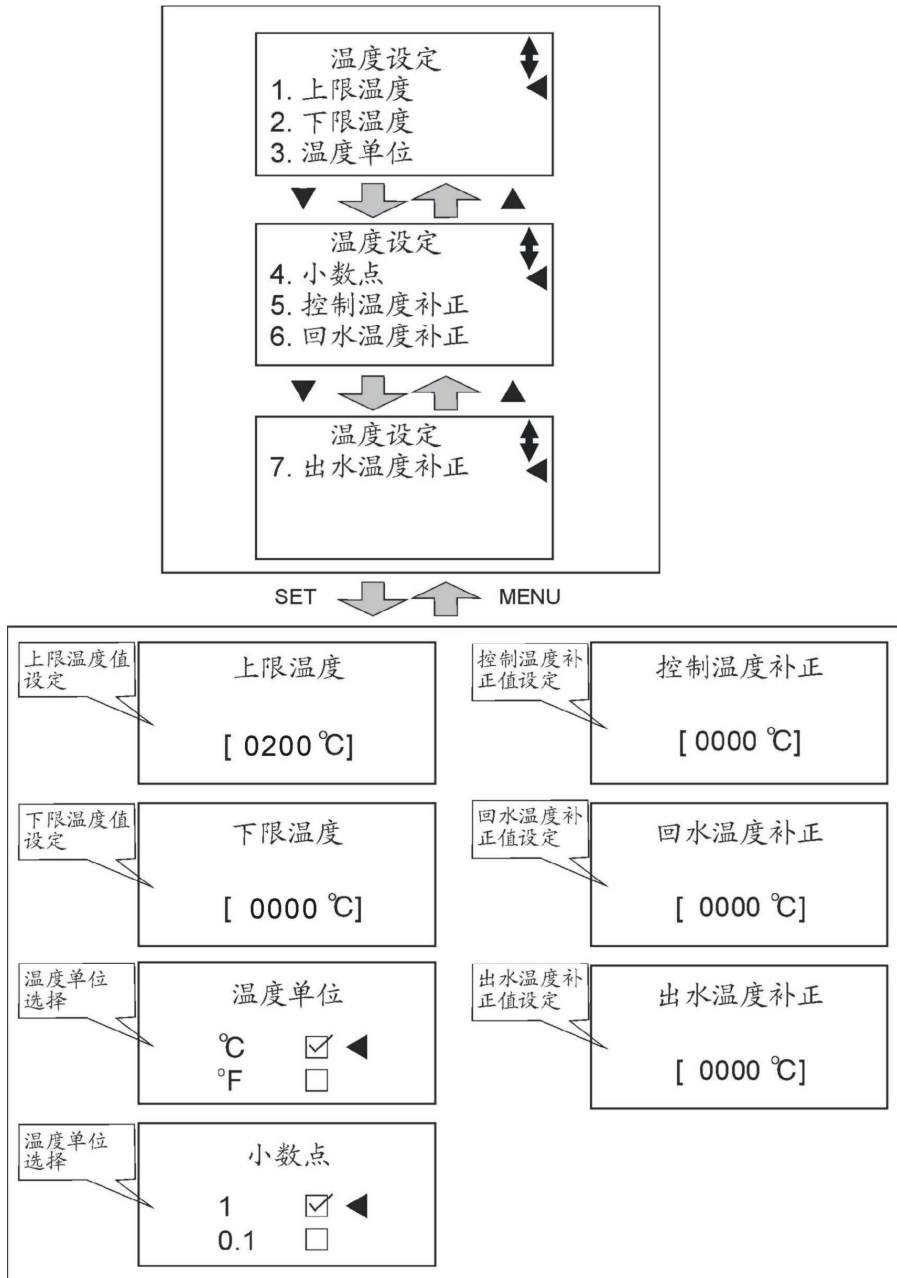 温度设定
1. 上限温度
2. 下限温度
3. 温度单位
温度设定
4. 小数点
5. 控制温度补正
6. 回水温度补正
温度设定
7. 出水温度补正
SET MENU
上限温度值
设定
上限温度
[ 0200 ℃]
控制温度补
正值设定
控制温度补正
[ 0000 ℃]
下限温度值
设定
下限温度
[ 0000 ℃]
回水温度补
正值设定
回水温度补正
[ 0000 ℃]
温度单位
选择
温度单位
℃
°F
出水温度补
正值设定
出水温度补正
[ 0000 ℃]
温度单位
选择
小数点
1
0.1